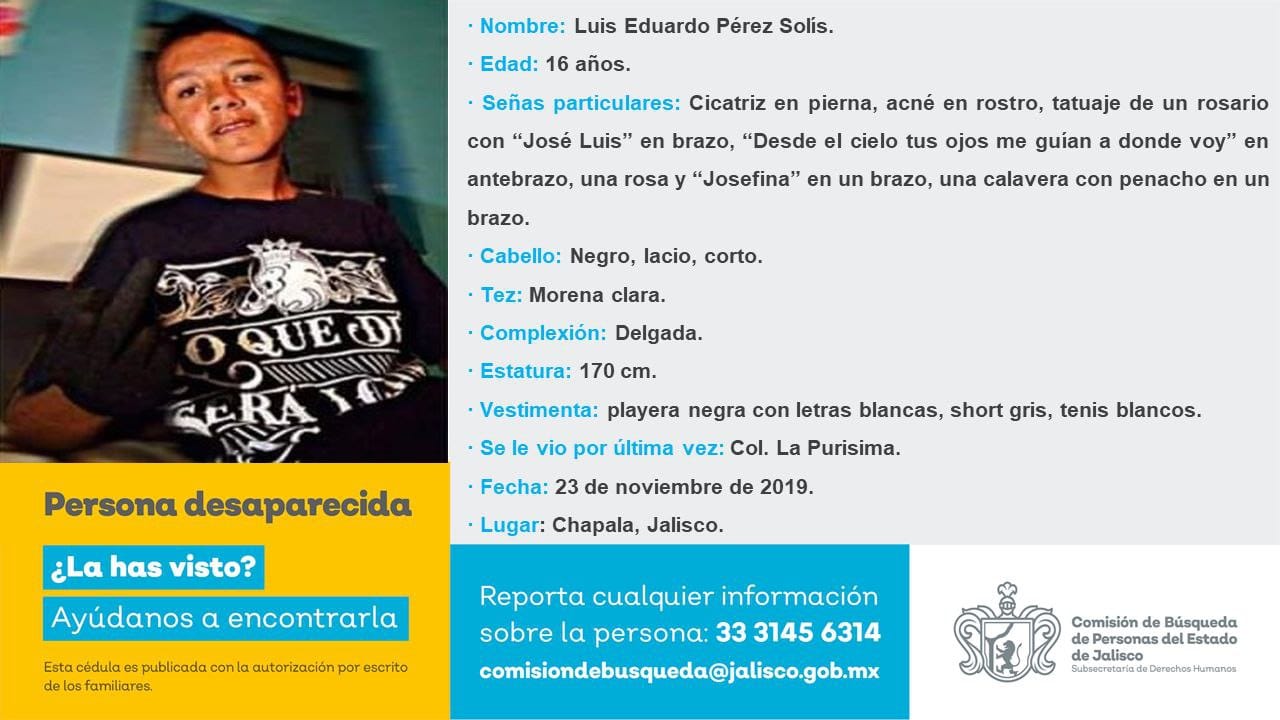 · Nombre: Luis Eduardo Pérez Solís.
· Edad: 16 años.
· Señas particulares: Cicatriz en pierna, acné en rostro, tatuaje de un rosario
con “José Luis” en brazo, “Desde el cielo tus ojos me guían a donde voy” en
antebrazo, una rosa y “Josefina” en un brazo, una calavera con penacho en un
brazo.
· Cabello: Negro, lacio, corto.
· Tez: Morena clara.
· Complexión: Delgada.
· Estatura: 170 cm.
· Vestimenta: playera negra con letras blancas, short gris, tenis blancos.
· Se le vio por última vez: Col. La Purisima.
· Fecha: 23 de noviembre de 2019.
· Lugar: Chapala, Jalisco.
O QUE DI
SERÁ Y
Persona desaparecida
¿La has visto?
Ayúdanos a encontrarla
Esta cédula es publicada con la autorización por escrito
de los familiares.
Reporta cualquier información
sobre la persona: 33 3145 6314
comisiondebusqueda@jalisco.gob.mx
Comisión de Búsqueda
de Personas del Estado
de Jalisco
Subsecretaría de Derechos Humanos